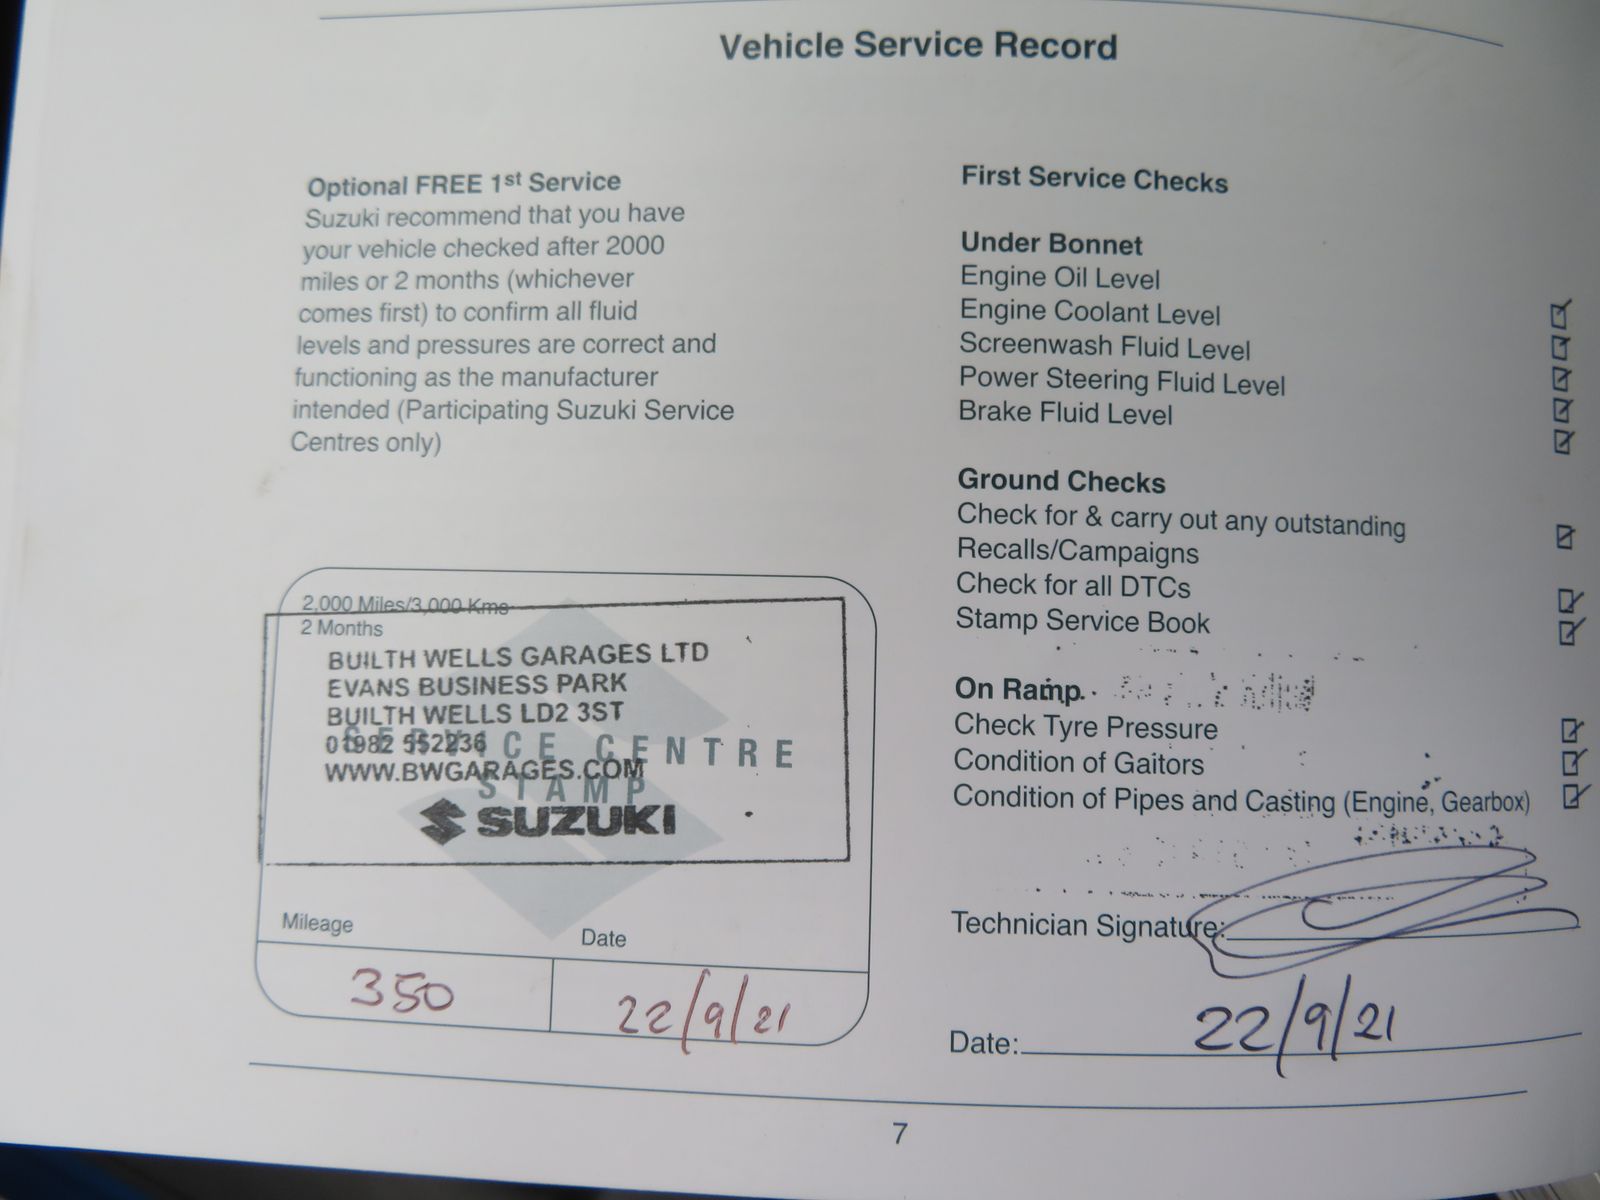 Vehicle Service Record
Optional FREE 1st Service
Suzuki recommend that you have
your vehicle checked after 2000
miles or 2 months (whichever
comes first) to confirm all fluid
levels and pressures are correct and
functioning as the manufacturer
intended (Participating Suzuki Service
Centres only)
2,000 Miles/3,000 Kms
2 Months
BUILTH WELLS GARAGES LTD
EVANS BUSINESS PARK
BUILTH WELLS LD2 3ST
01982 552236
SERVICE CENTRE
WWW.BWGARAGES.COM
STAMP
SUZUKI
Mileage
Date
350
22/9/21
First Service Checks
Under Bonnet
Engine Oil Level
Engine Coolant Level
Screenwash Fluid Level
Power Steering Fluid Level
Brake Fluid Level
Ground Checks
Check for & carry out any outstanding
Recalls/Campaigns
Check for all DTCs
Stamp Service Book
On Ramp
Check Tyre Pressure
Condition of Gaitors
Condition of Pipes and Casting (Engine, Gearbox)
Technician Signature:
Date: 22/9/21
7